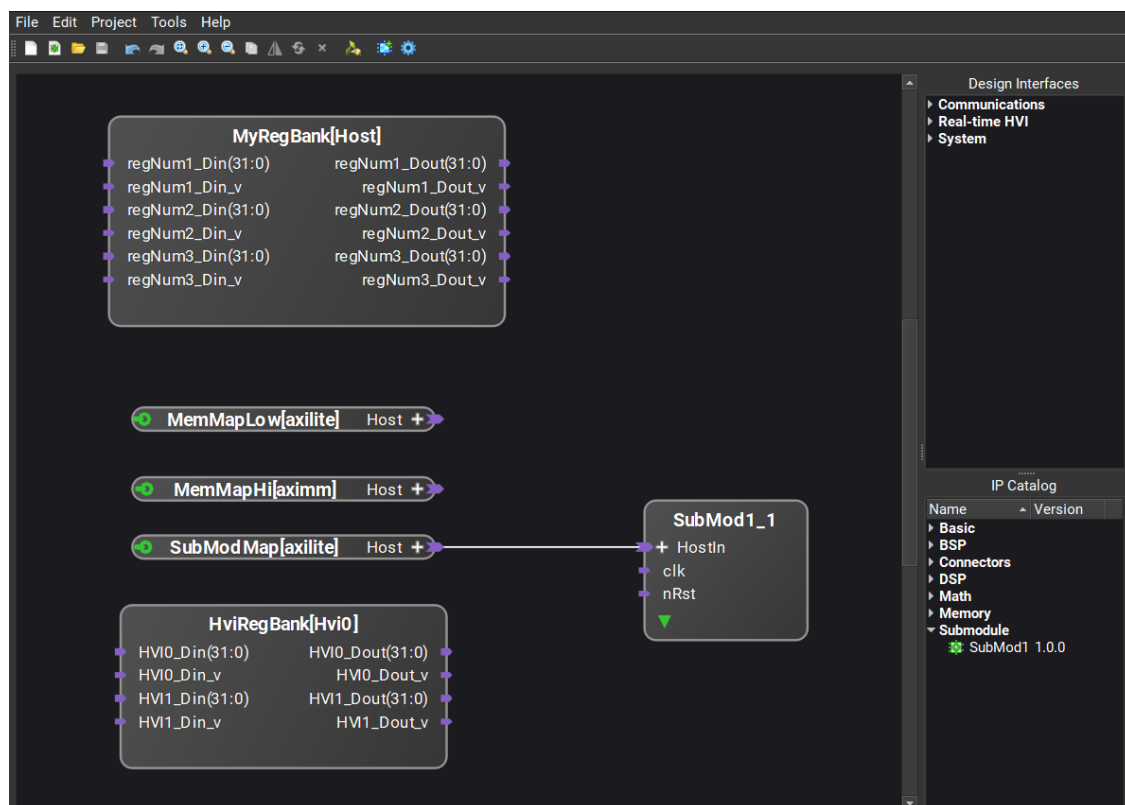 File Edit Project Tools Help
Design Interfaces
Communications
Real-time HVI
System
MyRegBank[Host]
regNum1_Din(31:0) regNum1_Dout(31:0)
regNum1_Din_v regNum1_Dout_v
regNum2_Din(31:0) regNum2_Dout(31:0)
regNum2_Din_v regNum2_Dout_v
regNum3_Din(31:0) regNum3_Dout(31:0)
regNum3_Din_v regNum3_Dout_v
MemMapLow[axilite] Host +
MemMapHi[aximm] Host +
SubModMap[axilite] Host +
SubMod1_1
+ HostIn
clk
nRst
HviRegBank[Hvi0]
HVI0_Din(31:0) HVI0_Dout(31:0)
HVI0_Din_v HVI0_Dout_v
HVI1_Din(31:0) HVI1_Dout(31:0)
HVI1_Din_v HVI1_Dout_v
IP Catalog
Name Version
Basic
BSP
Connectors
DSP
Math
Memory
Submodule
SubMod1 1.0.0